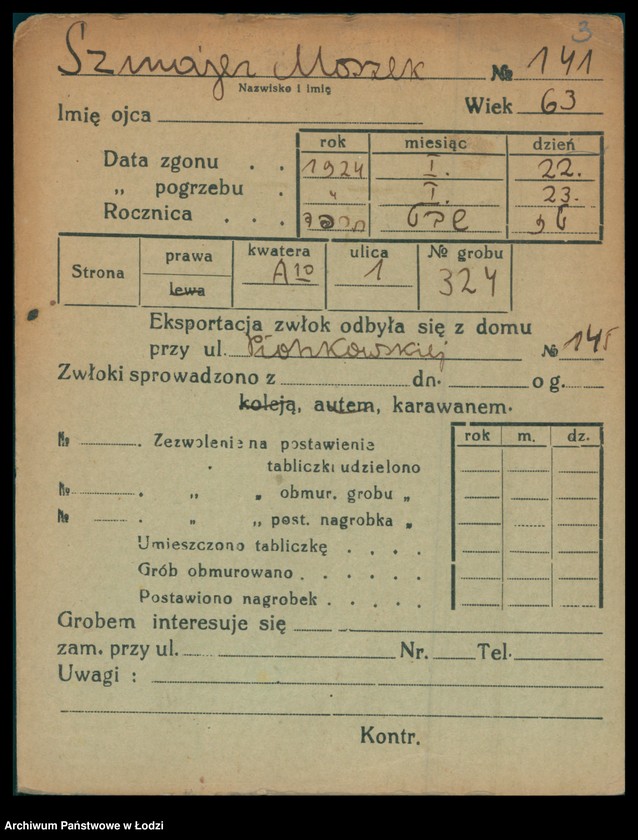 3
Szmajer Moszek № 141
Nazwisko i imię
Imię ojca Wiek 63
rok miesiąc dzień
Data zgonu . . 1924 I. 22.
„ pogrzebu . " I. 23.
Rocznica . . .
Strona prawa kwatera ulica № grobu
lewa A10 1 324
Eksportacja zwłok odbyła się z domu
przy ul. Piotrkowskiej №
Zwłoki sprowadzono z dn. o g.
koleją, autem, karawanem.
№ . Zezwolenie na postawienie rok m. dz.
tabliczki udzielono
№ . „ „ obmur. grobu „
№ . „ „ post. nagrobka „
Umieszczono tabliczkę . . . .
Grób obmurowano . . . . . .
Postawiono nagrobek . . . . .
Grobem interesuje się
zam. przy ul. Nr. Tel.
Uwagi :
Kontr.
Archiwum Państwowe w Łodzi